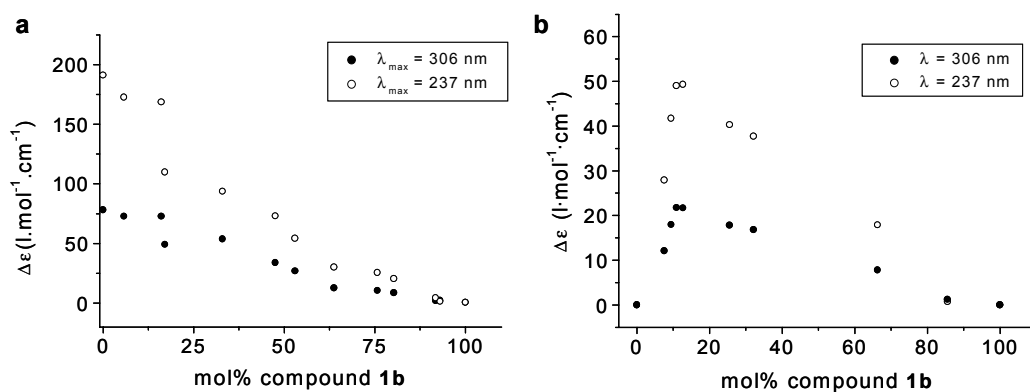 a
λmax = 306 nm
λmax = 237 nm
200
150
100
50
0
Δε(l.mol⁻¹.cm⁻¹)
0 25 50 75 100
mol% compound 1b
b
λ = 306 nm
λ = 237 nm
60
50
40
30
20
10
0
Δε (l·mol⁻¹·cm⁻¹)
0 20 40 60 80 100
mol% compound 1b